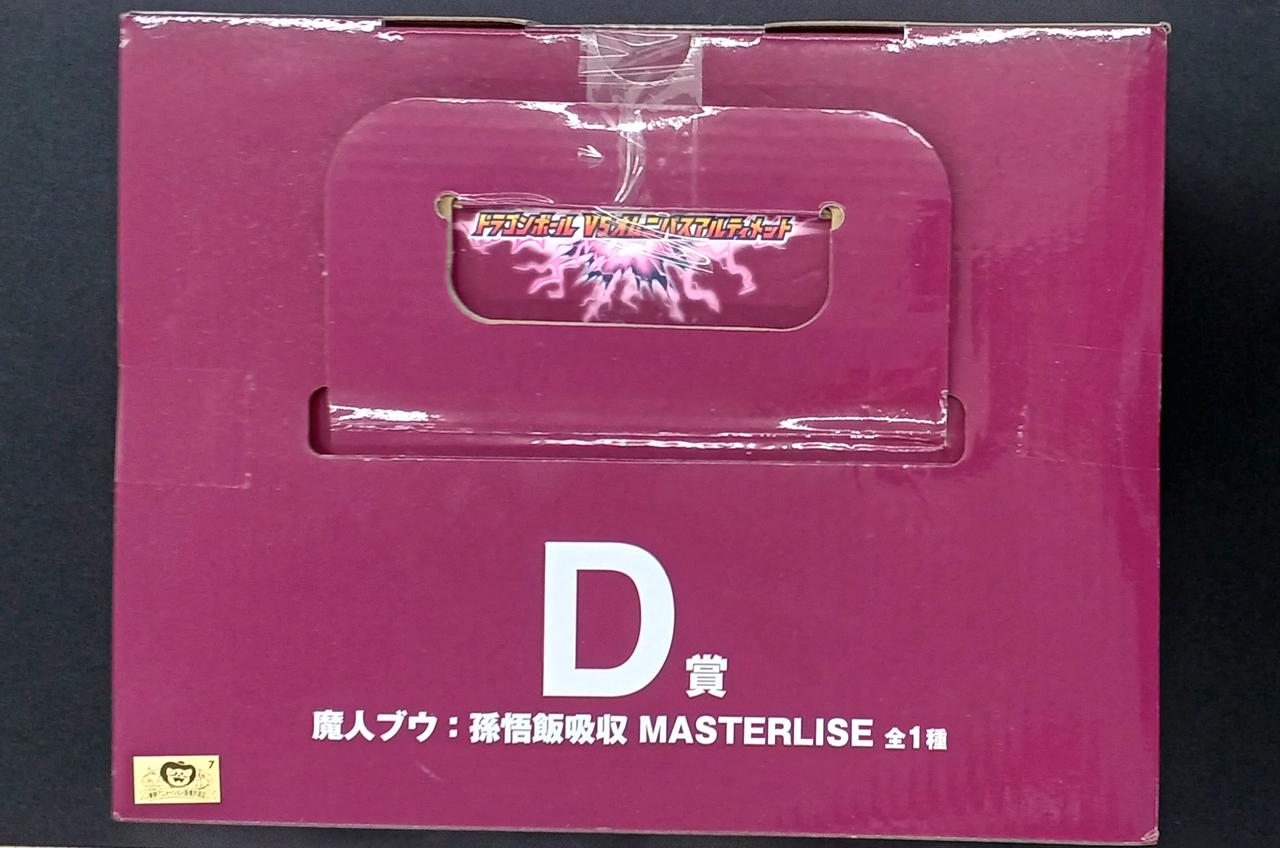 ドラゴンボール VSオムニバスアルティメット
D賞
魔人ブウ：孫悟飯吸収 MASTERLISE 全1種
7